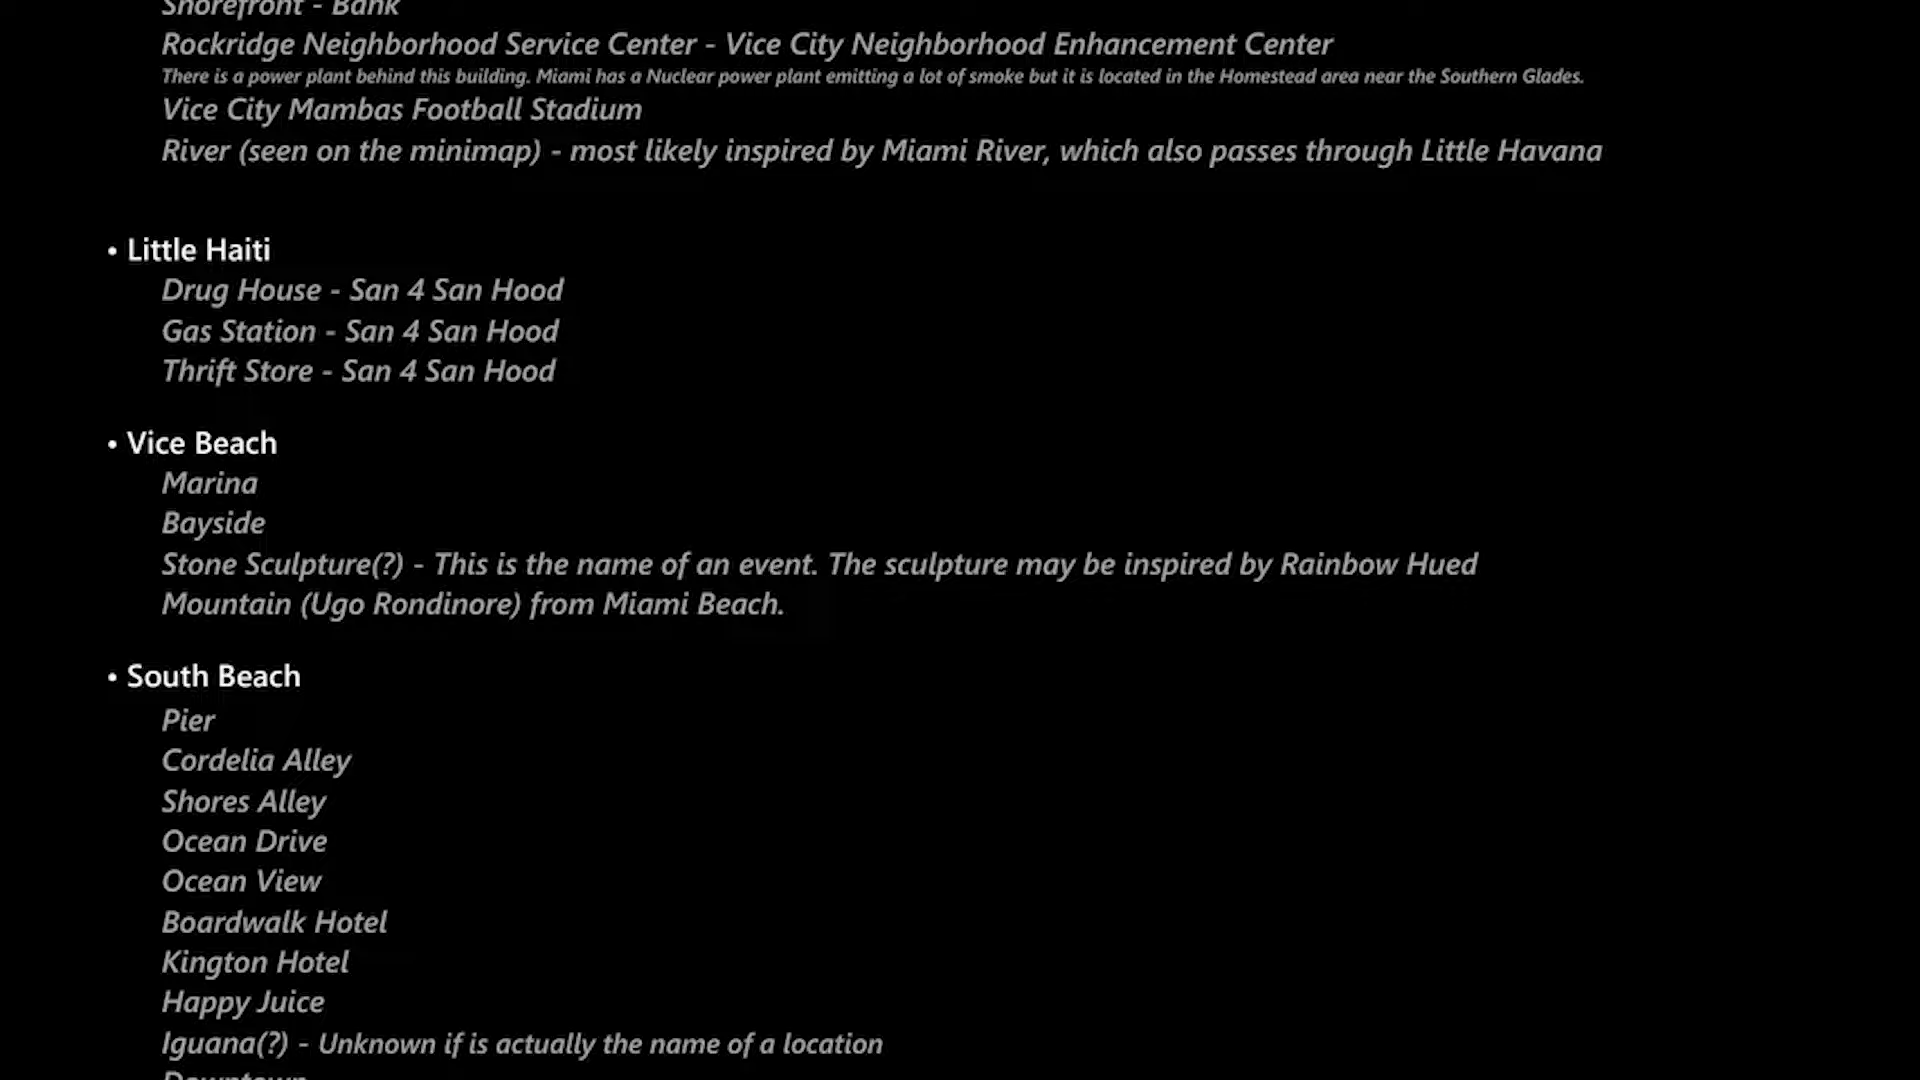 Shorefront - Bank
Rockridge Neighborhood Service Center - Vice City Neighborhood Enhancement Center
There is a power plant behind this building. Miami has a Nuclear power plant emitting a lot of smoke but it is located in the Homestead area near the Southern Glades.
Vice City Mambas Football Stadium
River (seen on the minimap) - most likely inspired by Miami River, which also passes through Little Havana
• Little Haiti
Drug House - San 4 San Hood
Gas Station - San 4 San Hood
Thrift Store - San 4 San Hood
• Vice Beach
Marina
Bayside
Stone Sculpture(?) - This is the name of an event. The sculpture may be inspired by Rainbow Hued
Mountain (Ugo Rondinore) from Miami Beach.
• South Beach
Pier
Cordelia Alley
Shores Alley
Ocean Drive
Ocean View
Boardwalk Hotel
Kington Hotel
Happy Juice
Iguana(?) - Unknown if is actually the name of a location
Downtown